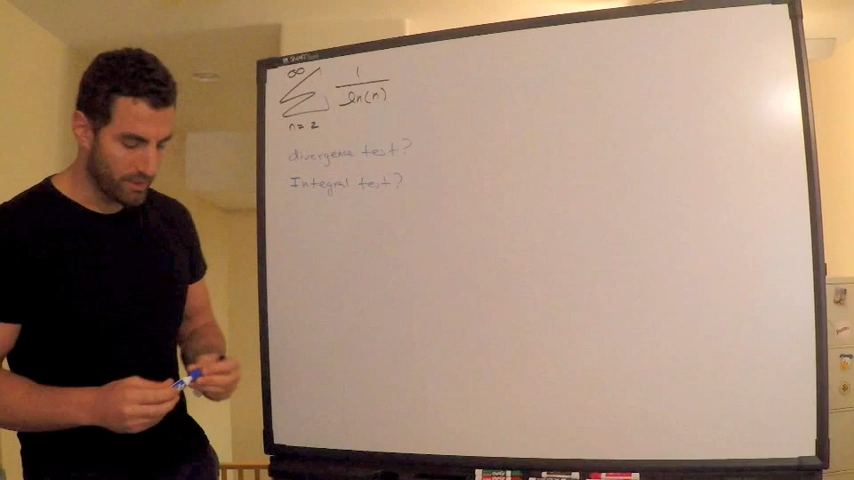 ∞
∑ 1/ln(n)
n=2
divergence test?
Integral test?